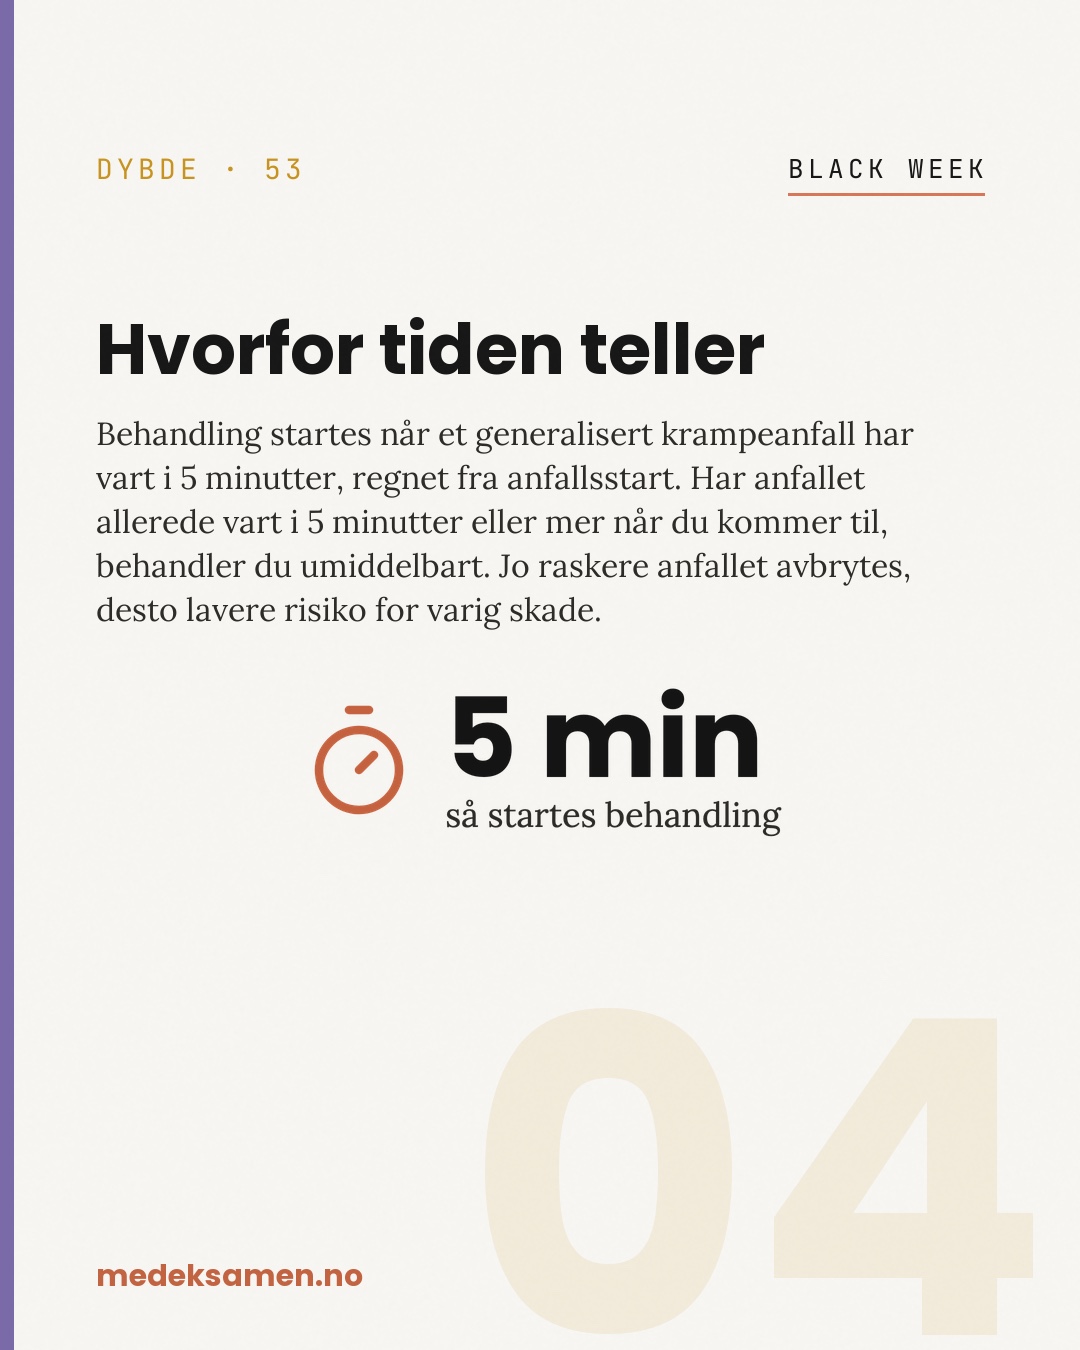 DYBDE · 53
BLACK WEEK
Hvorfor tiden teller
Behandling startes når et generalisert krampeanfall har
vart i 5 minutter, regnet fra anfallsstart. Har anfallet
allerede vart i 5 minutter eller mer når du kommer til,
behandler du umiddelbart. Jo raskere anfallet avbrytes,
desto lavere risiko for varig skade.
5 min
så startes behandling
04
medeksamen.no